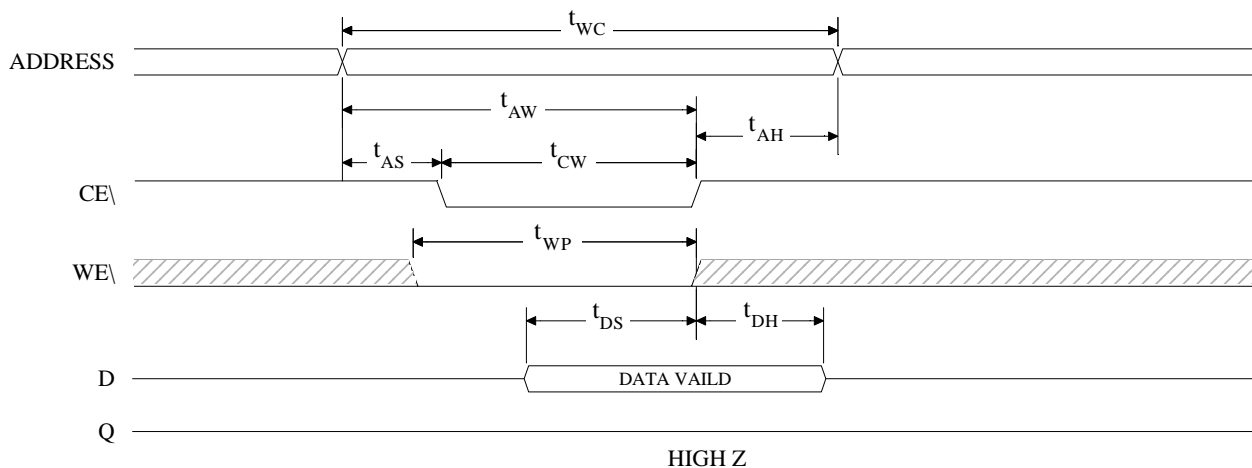 tWC
ADDRESS
tAW
tAH
tAS
tCW
CE\
tWP
WE\
tDS
tDH
D
DATA VAILD
Q
HIGH Z